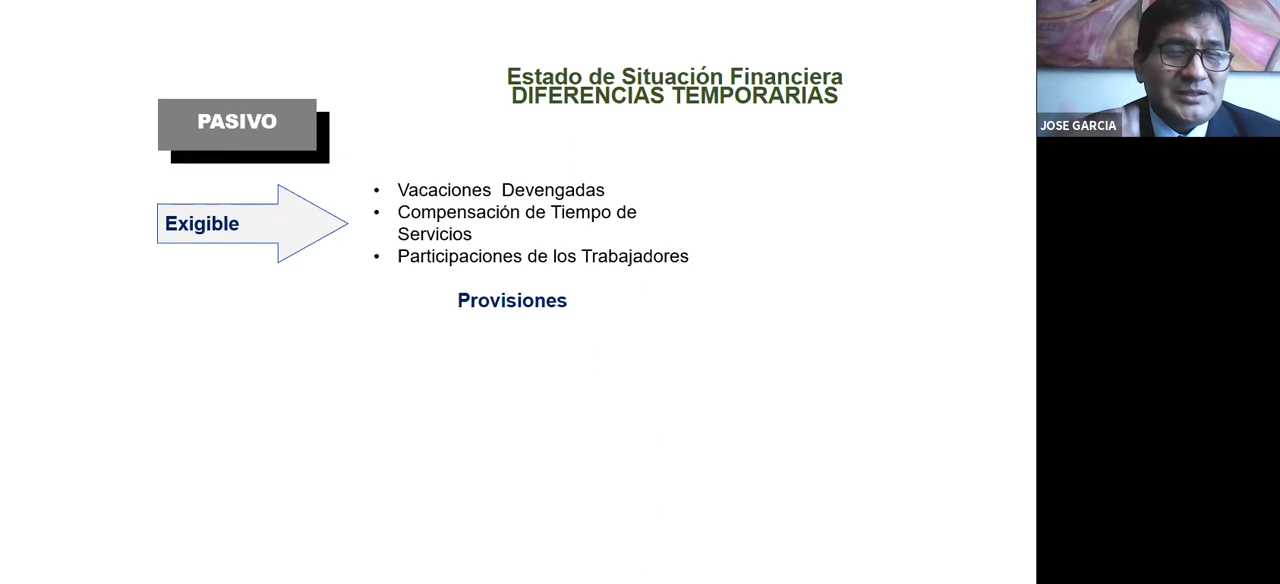 Estado de Situación Financiera
DIFERENCIAS TEMPORARIAS
PASIVO
JOSE GARCIA
Exigible
• Vacaciones Devengadas
• Compensación de Tiempo de
Servicios
• Participaciones de los Trabajadores
Provisiones